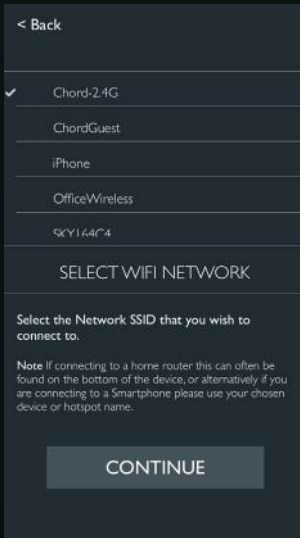 < Back
Chord-2.4G
ChordGuest
iPhone
OfficeWireless
SKY164C4
SELECT WIFI NETWORK
Select the Network SSID that you wish to
connect to.
Note If connecting to a home router this can often be
found on the bottom of the device, or alternatively if you
are connecting to a Smartphone please use your chosen
device or hotspot name.
CONTINUE